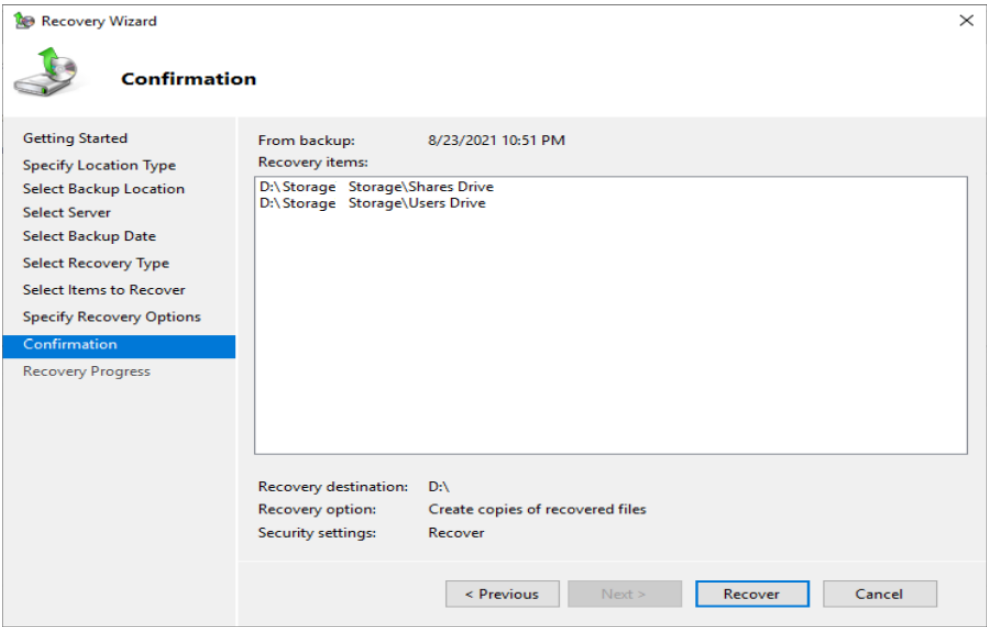 Recovery Wizard
Confirmation
Getting Started
Specify Location Type
Select Backup Location
Select Server
Select Backup Date
Select Recovery Type
Select Items to Recover
Specify Recovery Options
Confirmation
Recovery Progress
From backup: 8/23/2021 10:51 PM
Recovery items:
D:\Storage Storage\Shares Drive
D:\Storage Storage\Users Drive
Recovery destination: D:\
Recovery option: Create copies of recovered files
Security settings: Recover
< Previous Next > Recover Cancel